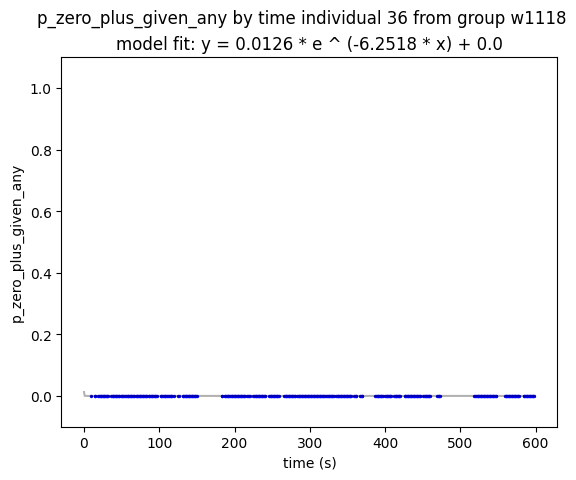 p_zero_plus_given_any by time individual 36 from group w1118
model fit: y = 0.0126 * e ^ (-6.2518 * x) + 0.0
1.0
0.8
0.6
0.4
0.2
0.0
p_zero_plus_given_any
0 100 200 300 400 500 600
time (s)